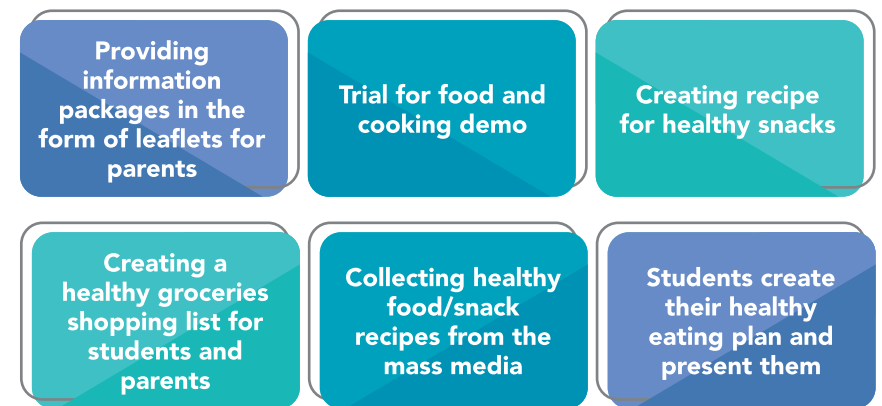 Providing
information
packages in the
form of leaflets for
parents
Trial for food and
cooking demo
Creating recipe
for healthy snacks
Creating a
healthy groceries
shopping list for
students and
parents
Collecting healthy
food/snack
recipes from the
mass media
Students create
their healthy
eating plan and
present them